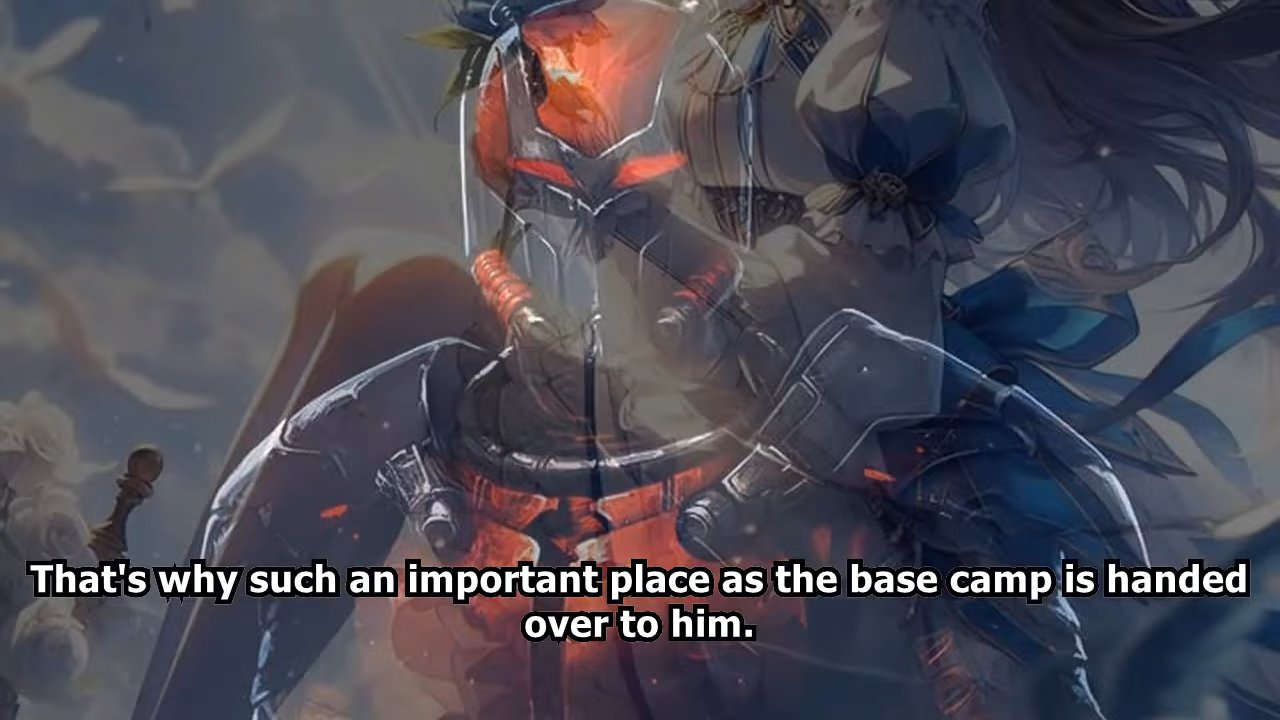 That's why such an important place as the base camp is handed
over to him.